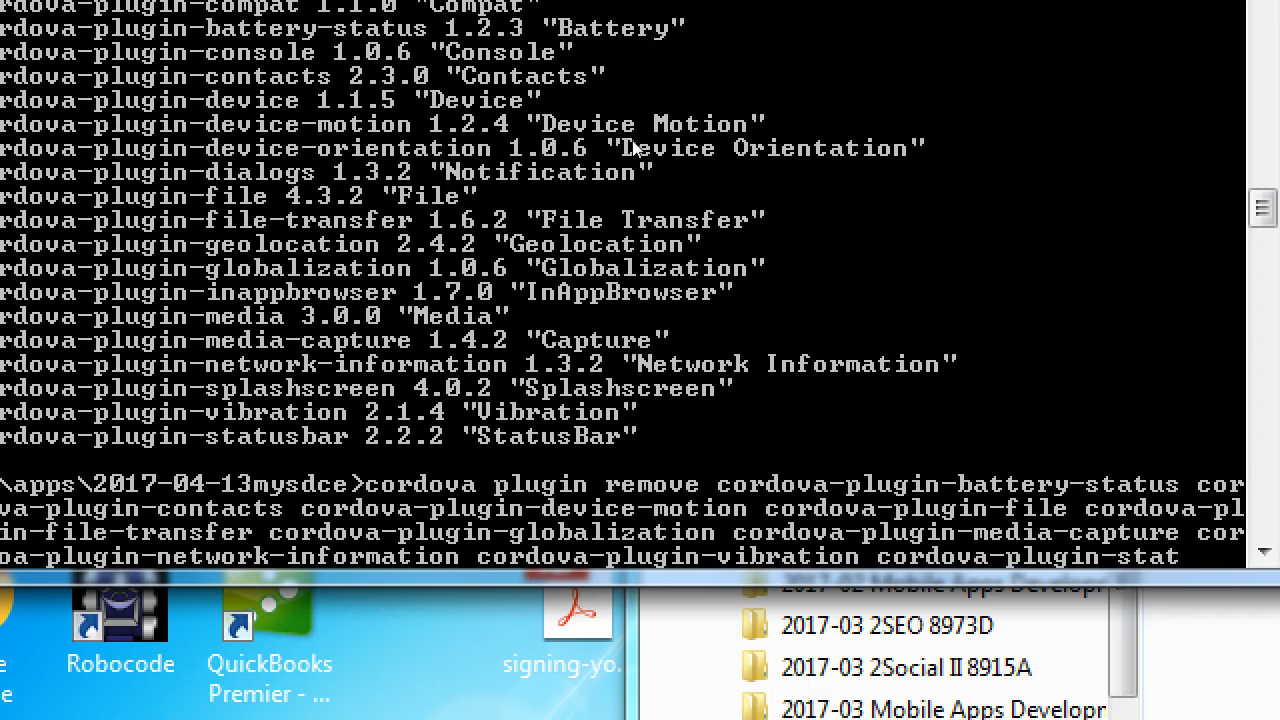 rdova-plugin-compat 1.1.0 "Compat"
rdova-plugin-battery-status 1.2.3 "Battery"
rdova-plugin-console 1.0.6 "Console"
rdova-plugin-contacts 2.3.0 "Contacts"
rdova-plugin-device 1.1.5 "Device"
rdova-plugin-device-motion 1.2.4 "Device Motion"
rdova-plugin-device-orientation 1.0.6 "Device Orientation"
rdova-plugin-dialogs 1.3.2 "Notification"
rdova-plugin-file 4.3.2 "File"
rdova-plugin-file-transfer 1.6.2 "File Transfer"
rdova-plugin-geolocation 2.4.2 "Geolocation"
rdova-plugin-globalization 1.0.6 "Globalization"
rdova-plugin-inappbrowser 1.7.0 "InAppBrowser"
rdova-plugin-media 3.0.0 "Media"
rdova-plugin-media-capture 1.4.2 "Capture"
rdova-plugin-network-information 1.3.2 "Network Information"
rdova-plugin-splashscreen 4.0.2 "Splashscreen"
rdova-plugin-vibration 2.1.4 "Vibration"
rdova-plugin-statusbar 2.2.2 "StatusBar"
\apps\2017-04-13mysdce>cordova plugin remove cordova-plugin-battery-status cor
va-plugin-contacts cordova-plugin-device-motion cordova-plugin-file cordova-pl
in-file-transfer cordova-plugin-globalization cordova-plugin-media-capture cor
ova-plugin-network-information cordova-plugin-vibration cordova-plugin-stat
2017-02 Mobile Apps Developr
2017-03 2SEO 8973D
2017-03 2Social II 8915A
2017-03 Mobile Apps Developr
Robocode
QuickBooks
Premier - ...
signing-yo...